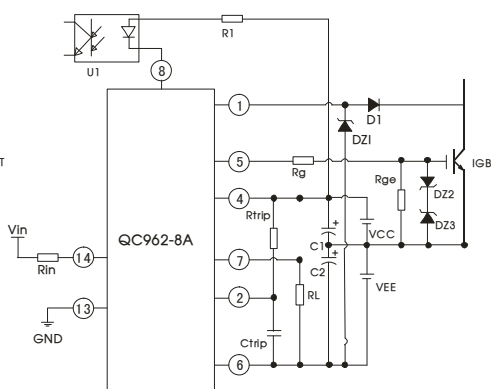 R1
U1
8
1
D1
DZ1
T
5
Rg
Rge
IGB
DZ2
4
Rtrip
DZ3
VCC
C1
+
QC962-8A
Vin
Rin
14
7
C2
+
VEE
RL
2
13
GND
Ctrip
6